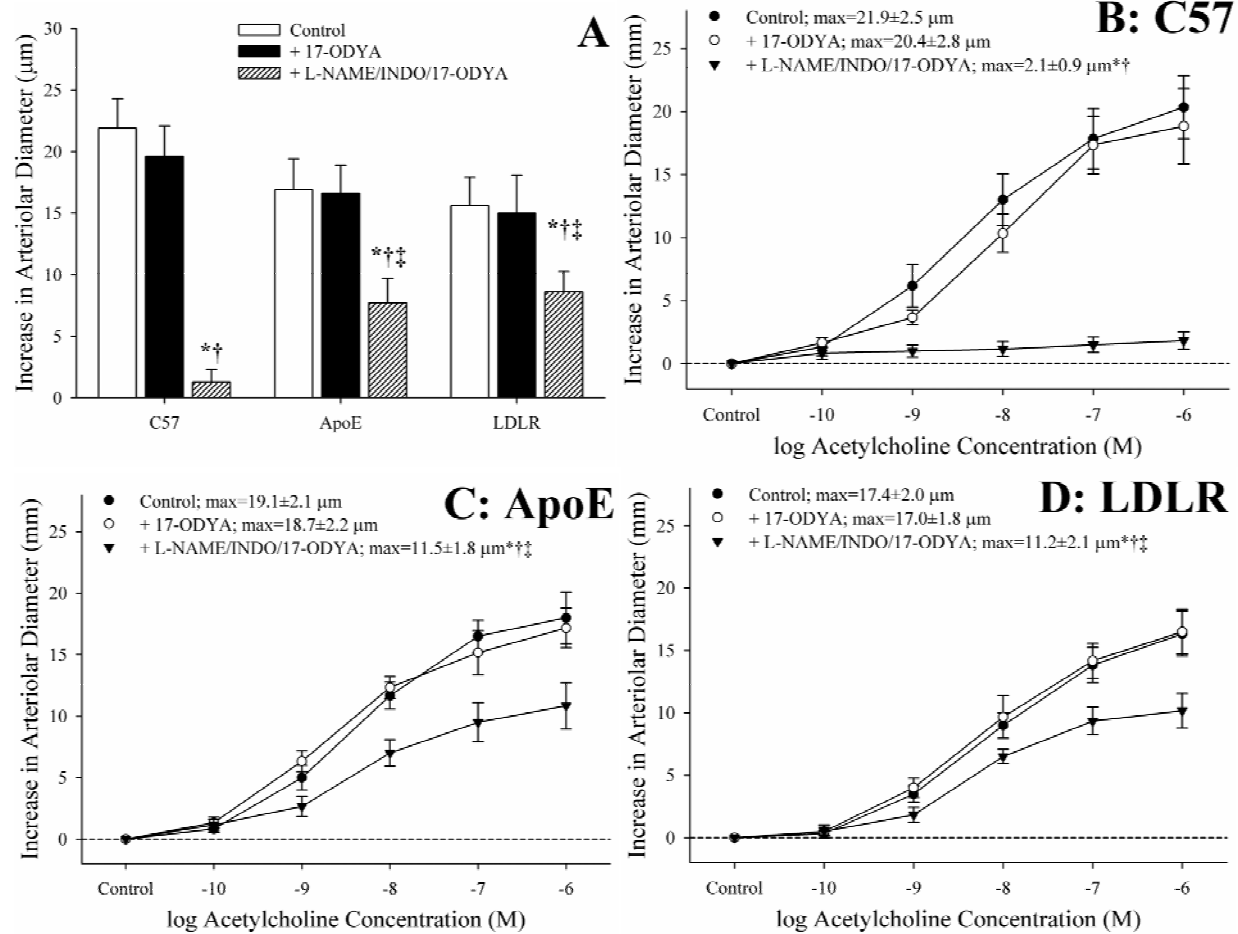 A
Control
+ 17-ODYA
+ L-NAME/INDO/17-ODYA
Increase in Arteriolar Diameter (µm)
30
25
20
15
10
5
0
*†
*†‡
*†‡
C57
ApoE
LDLR
B: C57
Control; max=21.9±2.5 µm
+ 17-ODYA; max=20.4±2.8 µm
+ L-NAME/INDO/17-ODYA; max=2.1±0.9 µm*†
Increase in Arteriolar Diameter (mm)
25
20
15
10
5
0
Control
-10
-9
-8
-7
-6
log Acetylcholine Concentration (M)
C: ApoE
Control; max=19.1±2.1 µm
+ 17-ODYA; max=18.7±2.2 µm
+ L-NAME/INDO/17-ODYA; max=11.5±1.8 µm*†‡
Increase in Arteriolar Diameter (mm)
25
20
15
10
5
0
Control
-10
-9
-8
-7
-6
log Acetylcholine Concentration (M)
D: LDLR
Control; max=17.4±2.0 µm
+ 17-ODYA; max=17.0±1.8 µm
+ L-NAME/INDO/17-ODYA; max=11.2±2.1 µm*†‡
Increase in Arteriolar Diameter (mm)
25
20
15
10
5
0
Control
-10
-9
-8
-7
-6
log Acetylcholine Concentration (M)